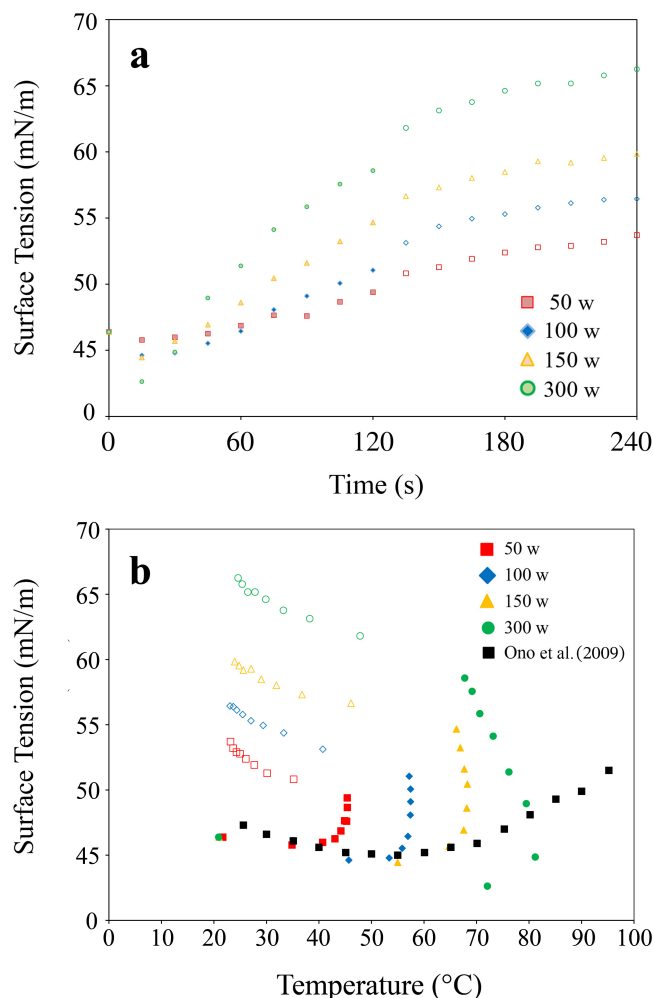 70
a
65
60
55
50
45
0
Surface Tension (mN/m)
50 w
100 w
150 w
300 w
0 60 120 180 240
Time (s)
70
b
65
60
55
50
45
0
Surface Tension (mN/m)
50 w
100 w
150 w
300 w
Ono et al. (2009)
0 10 20 30 40 50 60 70 80 90 100
Temperature (°C)